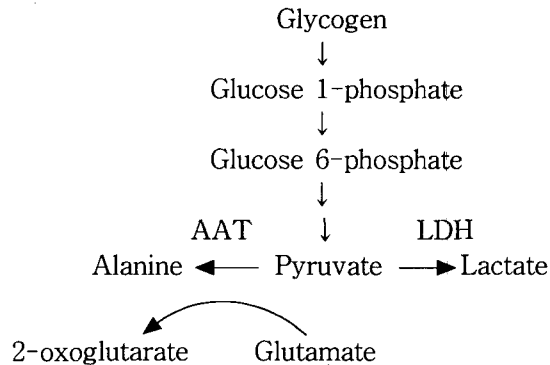 Glycogen
↓
Glucose 1-phosphate
↓
Glucose 6-phosphate
↓
↓
AAT LDH
Alanine ← Pyruvate → Lactate
2-oxoglutarate Glutamate